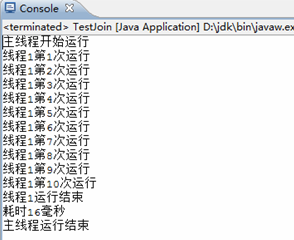 Console
<terminated> TestJoin [Java Application] D:\jdk\bin\javaw.ex
主线程开始运行
线程1第1次运行
线程1第2次运行
线程1第3次运行
线程1第4次运行
线程1第5次运行
线程1第6次运行
线程1第7次运行
线程1第8次运行
线程1第9次运行
线程1第10次运行
线程1运行结束
耗时16毫秒
主线程运行结束